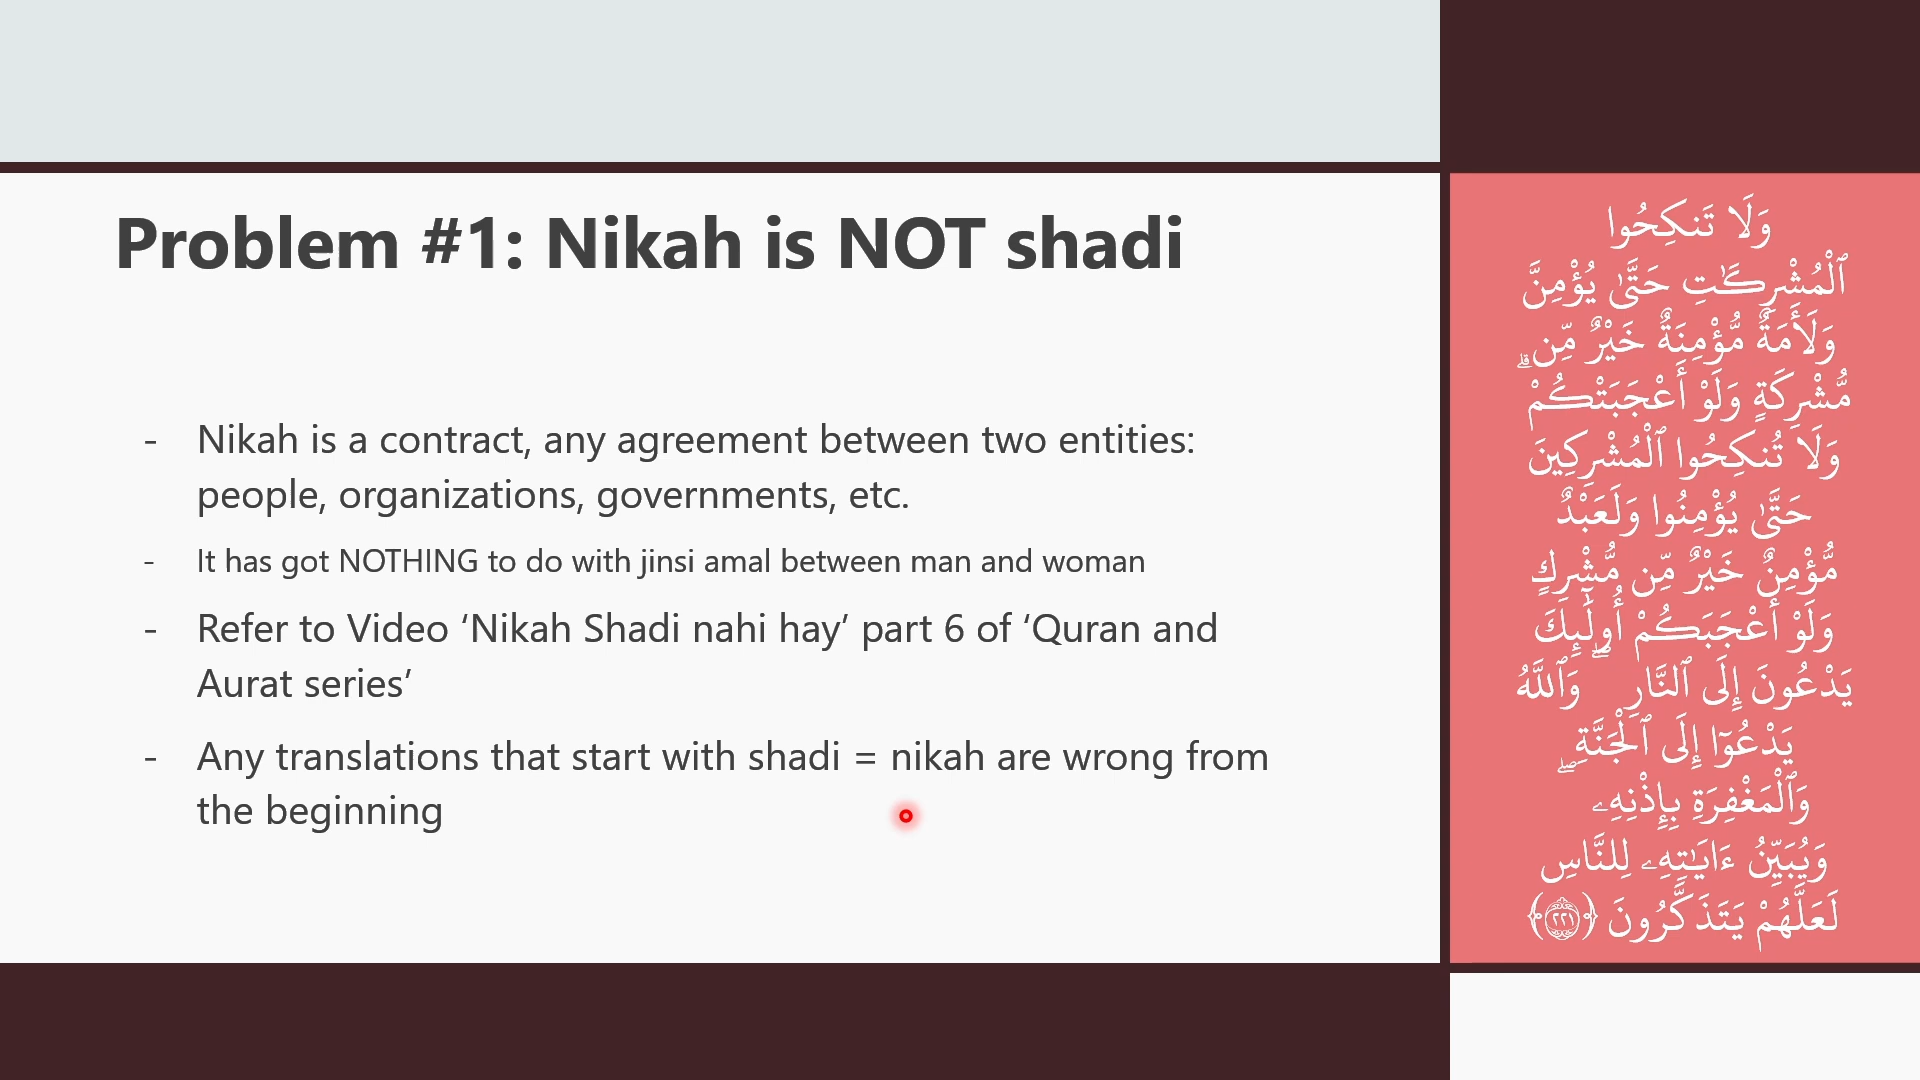 Problem #1: Nikah is NOT shadi
- Nikah is a contract, any agreement between two entities:
people, organizations, governments, etc.
- It has got NOTHING to do with jinsi amal between man and woman
- Refer to Video ‘Nikah Shadi nahi hay’ part 6 of ‘Quran and
Aurat series’
- Any translations that start with shadi = nikah are wrong from
the beginning
وَلَا تَنكِحُوا
ٱلْمُشْرِكَـٰتِ حَتَّىٰ يُؤْمِنَّ
وَلَأَمَةٌ مُّؤْمِنَةٌ خَيْرٌ مِّن ۗ
مُّشْرِكَةٍ وَلَوْ أَعْجَبَتْكُمْ
وَلَا تُنكِحُوا ٱلْمُشْرِكِينَ
حَتَّىٰ يُؤْمِنُوا وَلَعَبْدٌ
مُّؤْمِنٌ خَيْرٌ مِّن مُّشْرِكٍ
وَلَوْ أَعْجَبَكُمْ أُولَـٰٓئِكَ
يَدْعُونَ إِلَى ٱلنَّارِ ۖ وَٱللَّهُ
يَدْعُوٓا إِلَى ٱلْجَنَّةِ ۖ
وَٱلْمَغْفِرَةِ بِإِذْنِهِۦ
وَيُبَيِّنُ ءَايَـٰتِهِۦ لِلنَّاسِ
لَعَلَّهُمْ يَتَذَكَّرُونَ ﴿٢٢١﴾